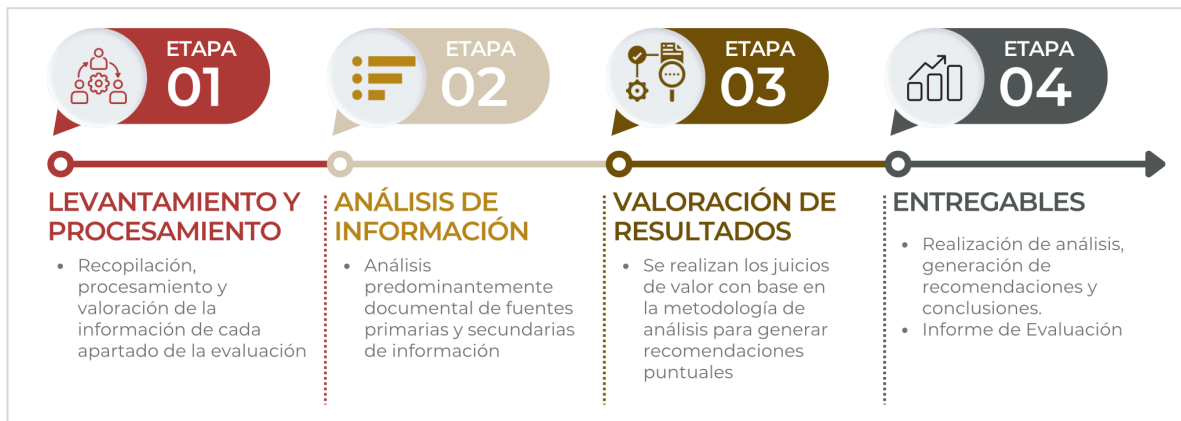 ETAPA
01
ETAPA
02
ETAPA
03
ETAPA
04
LEVANTAMIENTO Y
PROCESAMIENTO
• Recopilación,
procesamiento y
valoración de la
información de cada
apartado de la evaluación
ANÁLISIS DE
INFORMACIÓN
• Análisis
predominantemente
documental de fuentes
primarias y secundarias
de información
VALORACIÓN DE
RESULTADOS
• Se realizan los juicios
de valor con base en
la metodología de
análisis para generar
recomendaciones
puntuales
ENTREGABLES
• Realización de análisis,
generación de
recomendaciones y
conclusiones.
• Informe de Evaluación